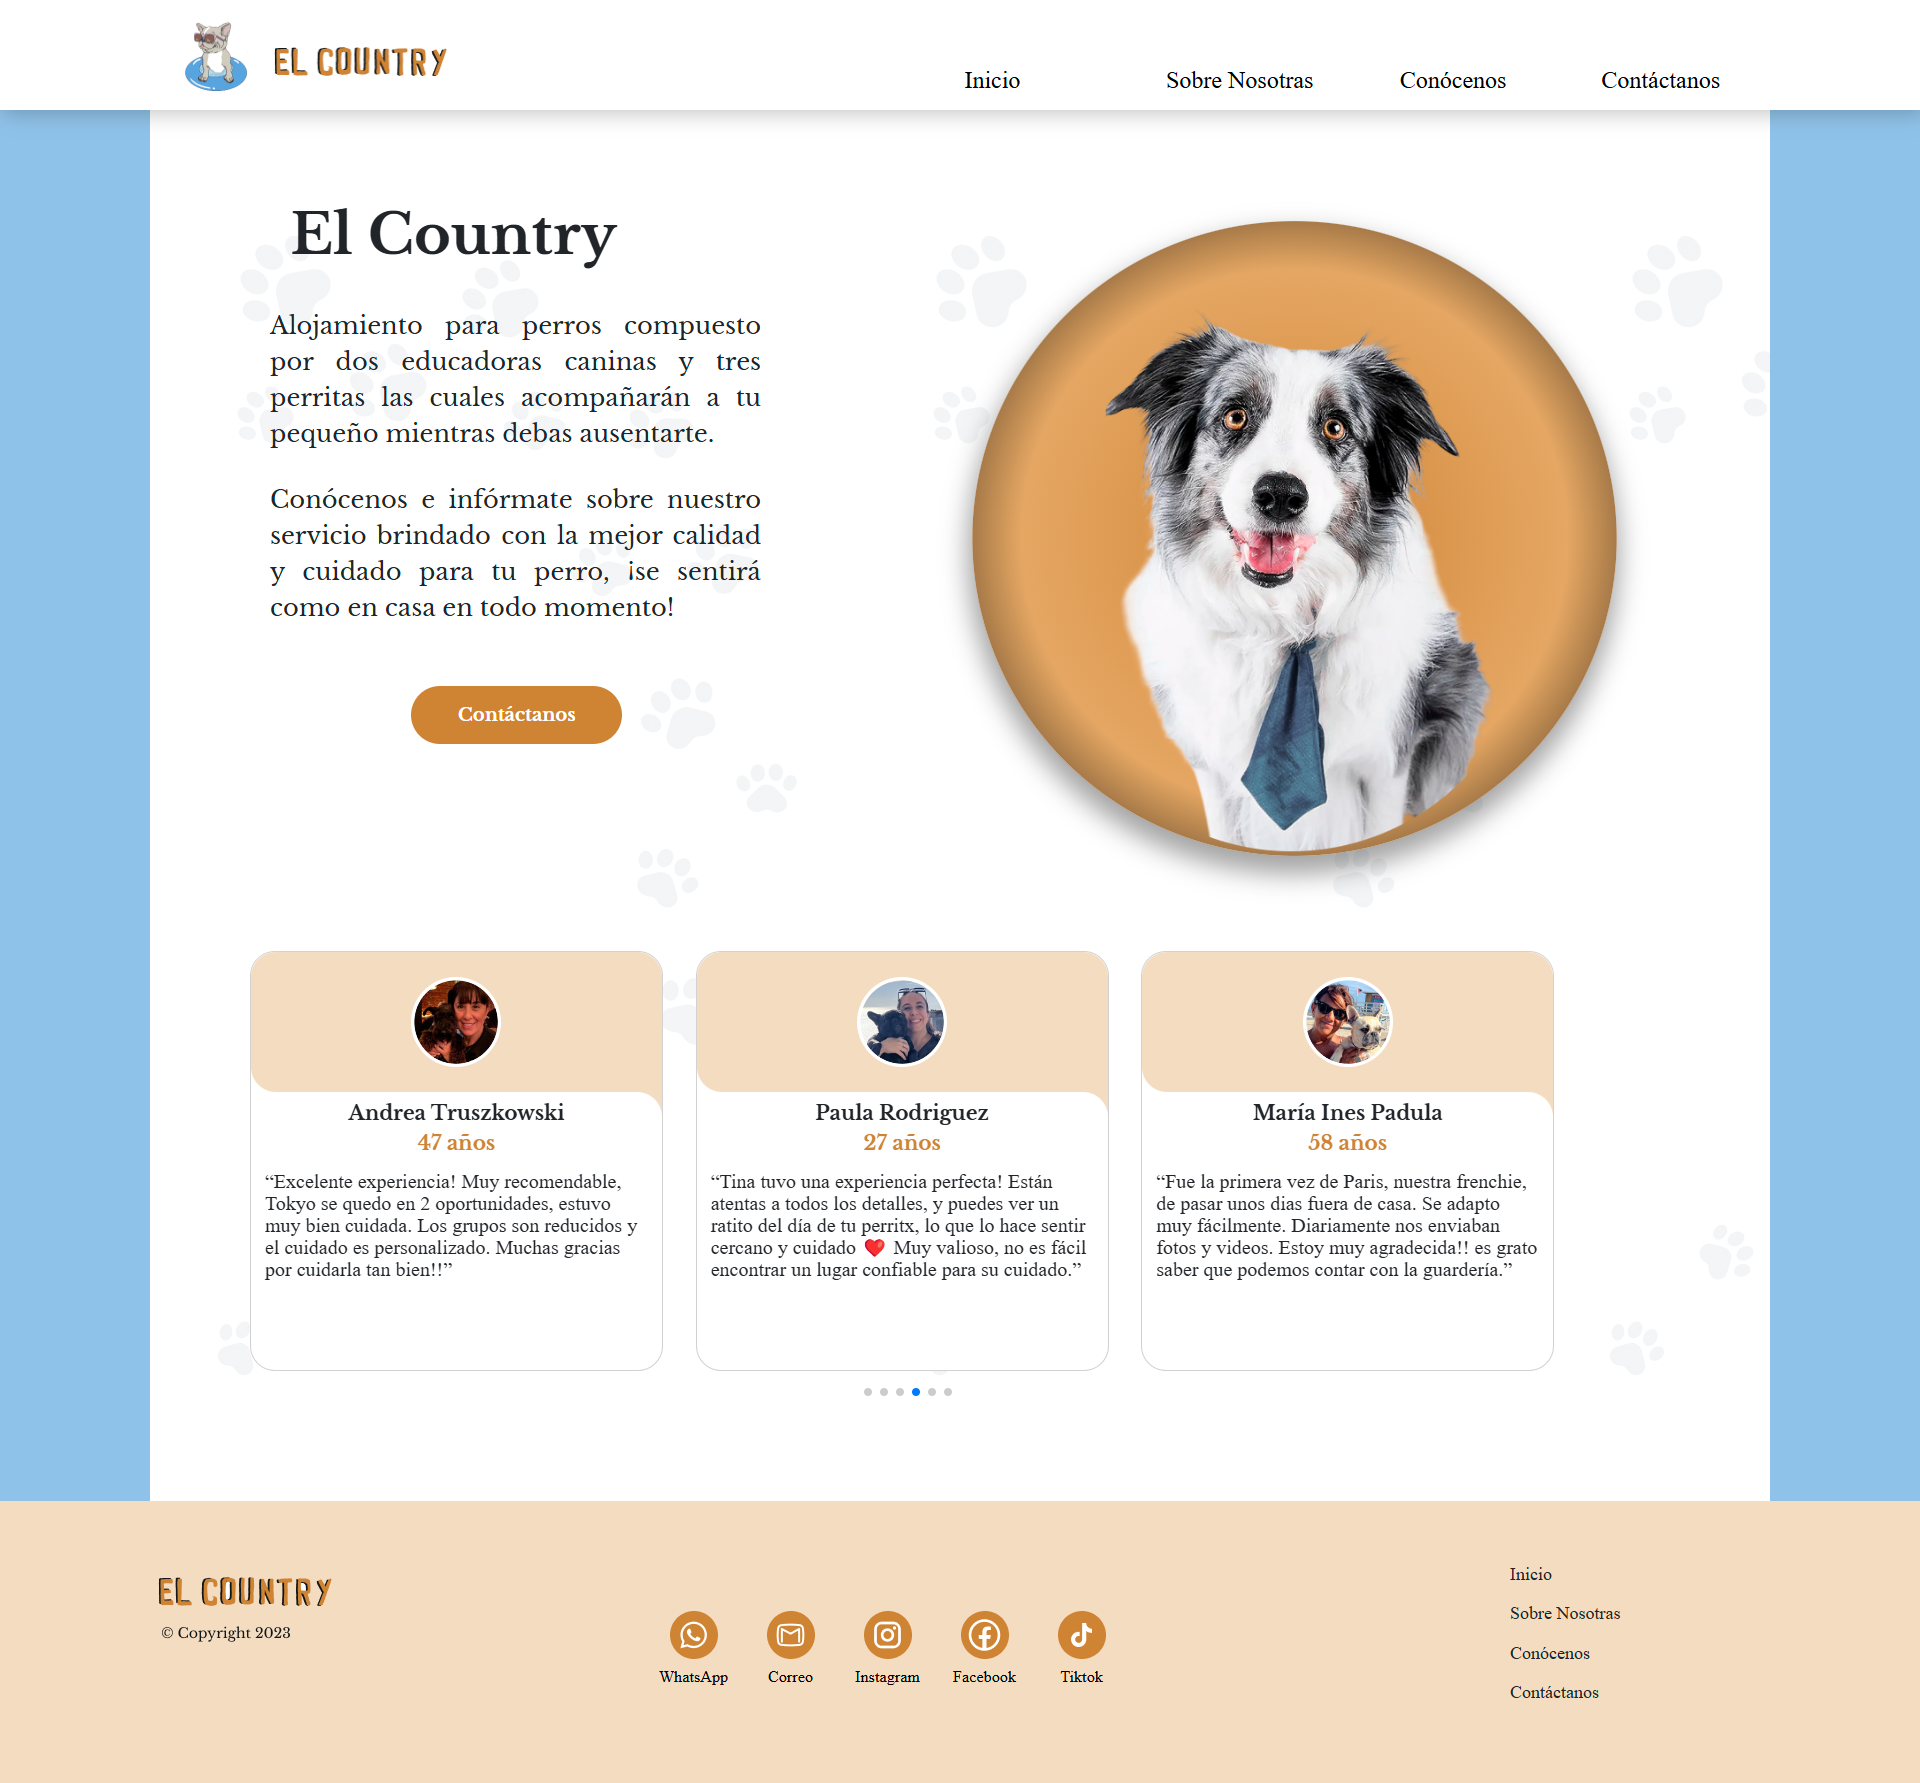 EL COUNTRY
Inicio
Sobre Nosotras
Conócenos
Contáctanos
El Country
Alojamiento para perros compuesto
por dos educadoras caninas y tres
perritas las cuales acompañarán a tu
pequeño mientras debas ausentarte.
Conócenos e infórmate sobre nuestro
servicio brindado con la mejor calidad
y cuidado para tu perro, ¡se sentirá
como en casa en todo momento!
Contáctanos
Andrea Truszkowski
47 años
“Excelente experiencia! Muy recomendable,
Tokyo se quedo en 2 oportunidades, estuvo
muy bien cuidada. Los grupos son reducidos y
el cuidado es personalizado. Muchas gracias
por cuidarla tan bien!!”
Paula Rodriguez
27 años
“Tina tuvo una experiencia perfecta! Están
atentas a todos los detalles, y puedes ver un
ratito del día de tu perritx, lo que lo hace sentir
cercano y cuidado ❤️ Muy valioso, no es fácil
encontrar un lugar confiable para su cuidado.”
María Ines Padula
58 años
“Fue la primera vez de Paris, nuestra frenchie,
de pasar unos dias fuera de casa. Se adapto
muy fácilmente. Diariamente nos enviaban
fotos y videos. Estoy muy agradecida!! es grato
saber que podemos contar con la guardería.”
EL COUNTRY
© Copyright 2023
WhatsApp
Correo
Instagram
Facebook
Tiktok
Inicio
Sobre Nosotras
Conócenos
Contáctanos